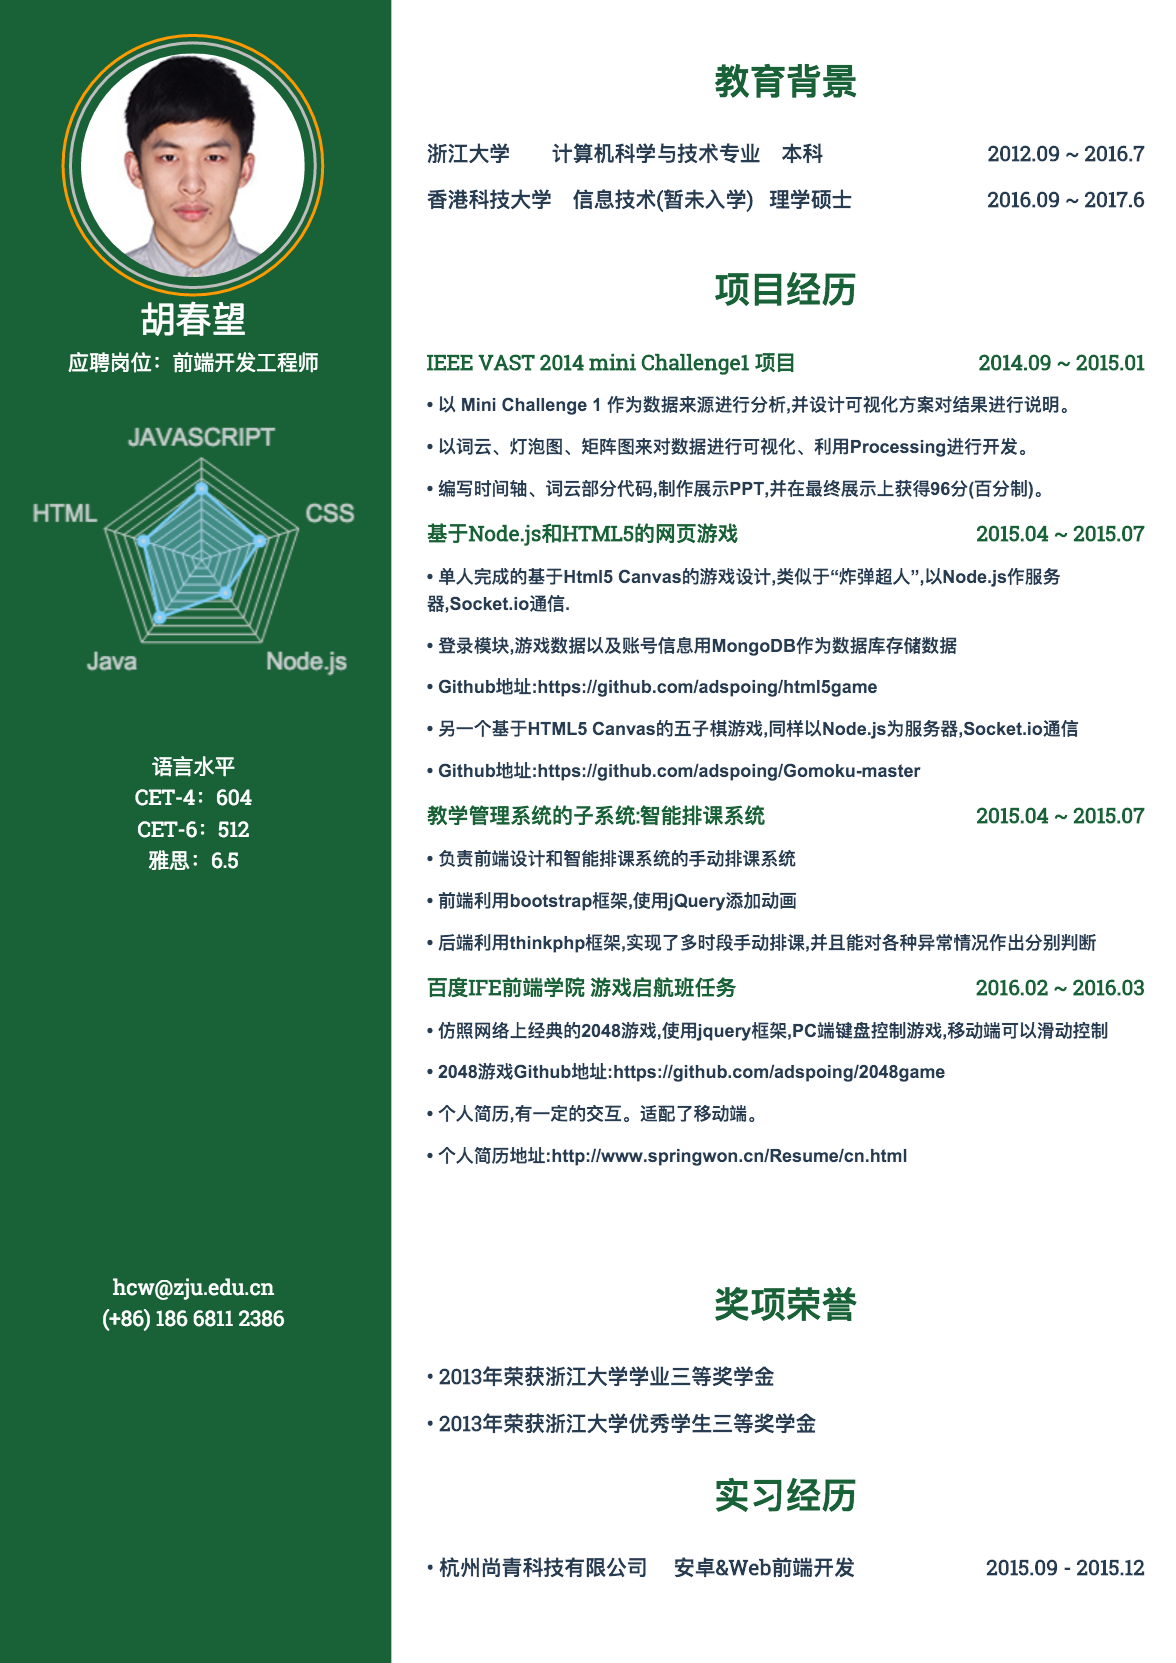 胡春望
应聘岗位：前端开发工程师
JAVASCRIPT
HTML
CSS
Java
Node.js
语言水平
CET-4：604
CET-6：512
雅思：6.5
hcw@zju.edu.cn
(+86) 186 6811 2386
教育背景
浙江大学 计算机科学与技术专业 本科 2012.09 ~ 2016.7
香港科技大学 信息技术(暂未入学) 理学硕士 2016.09 ~ 2017.6
项目经历
IEEE VAST 2014 mini Challenge1 项目 2014.09 ~ 2015.01
• 以 Mini Challenge 1 作为数据来源进行分析,并设计可视化方案对结果进行说明。
• 以词云、灯泡图、矩阵图来对数据进行可视化、利用Processing进行开发。
• 编写时间轴、词云部分代码,制作展示PPT,并在最终展示上获得96分(百分制)。
基于Node.js和HTML5的网页游戏 2015.04 ~ 2015.07
• 单人完成的基于Html5 Canvas的游戏设计,类似于“炸弹超人”,以Node.js作服务
器,Socket.io通信.
• 登录模块,游戏数据以及账号信息用MongoDB作为数据库存储数据
• Github地址:https://github.com/adspoing/html5game
• 另一个基于HTML5 Canvas的五子棋游戏,同样以Node.js为服务器,Socket.io通信
• Github地址:https://github.com/adspoing/Gomoku-master
教学管理系统的子系统:智能排课系统 2015.04 ~ 2015.07
• 负责前端设计和智能排课系统的手动排课系统
• 前端利用bootstrap框架,使用jQuery添加动画
• 后端利用thinkphp框架,实现了多时段手动排课,并且能对各种异常情况作出分别判断
百度IFE前端学院 游戏启航班任务 2016.02 ~ 2016.03
• 仿照网络上经典的2048游戏,使用jquery框架,PC端键盘控制游戏,移动端可以滑动控制
• 2048游戏Github地址:https://github.com/adspoing/2048game
• 个人简历,有一定的交互。适配了移动端。
• 个人简历地址:http://www.springwon.cn/Resume/cn.html
奖项荣誉
• 2013年荣获浙江大学学业三等奖学金
• 2013年荣获浙江大学优秀学生三等奖学金
实习经历
• 杭州尚青科技有限公司 安卓&Web前端开发 2015.09 - 2015.12